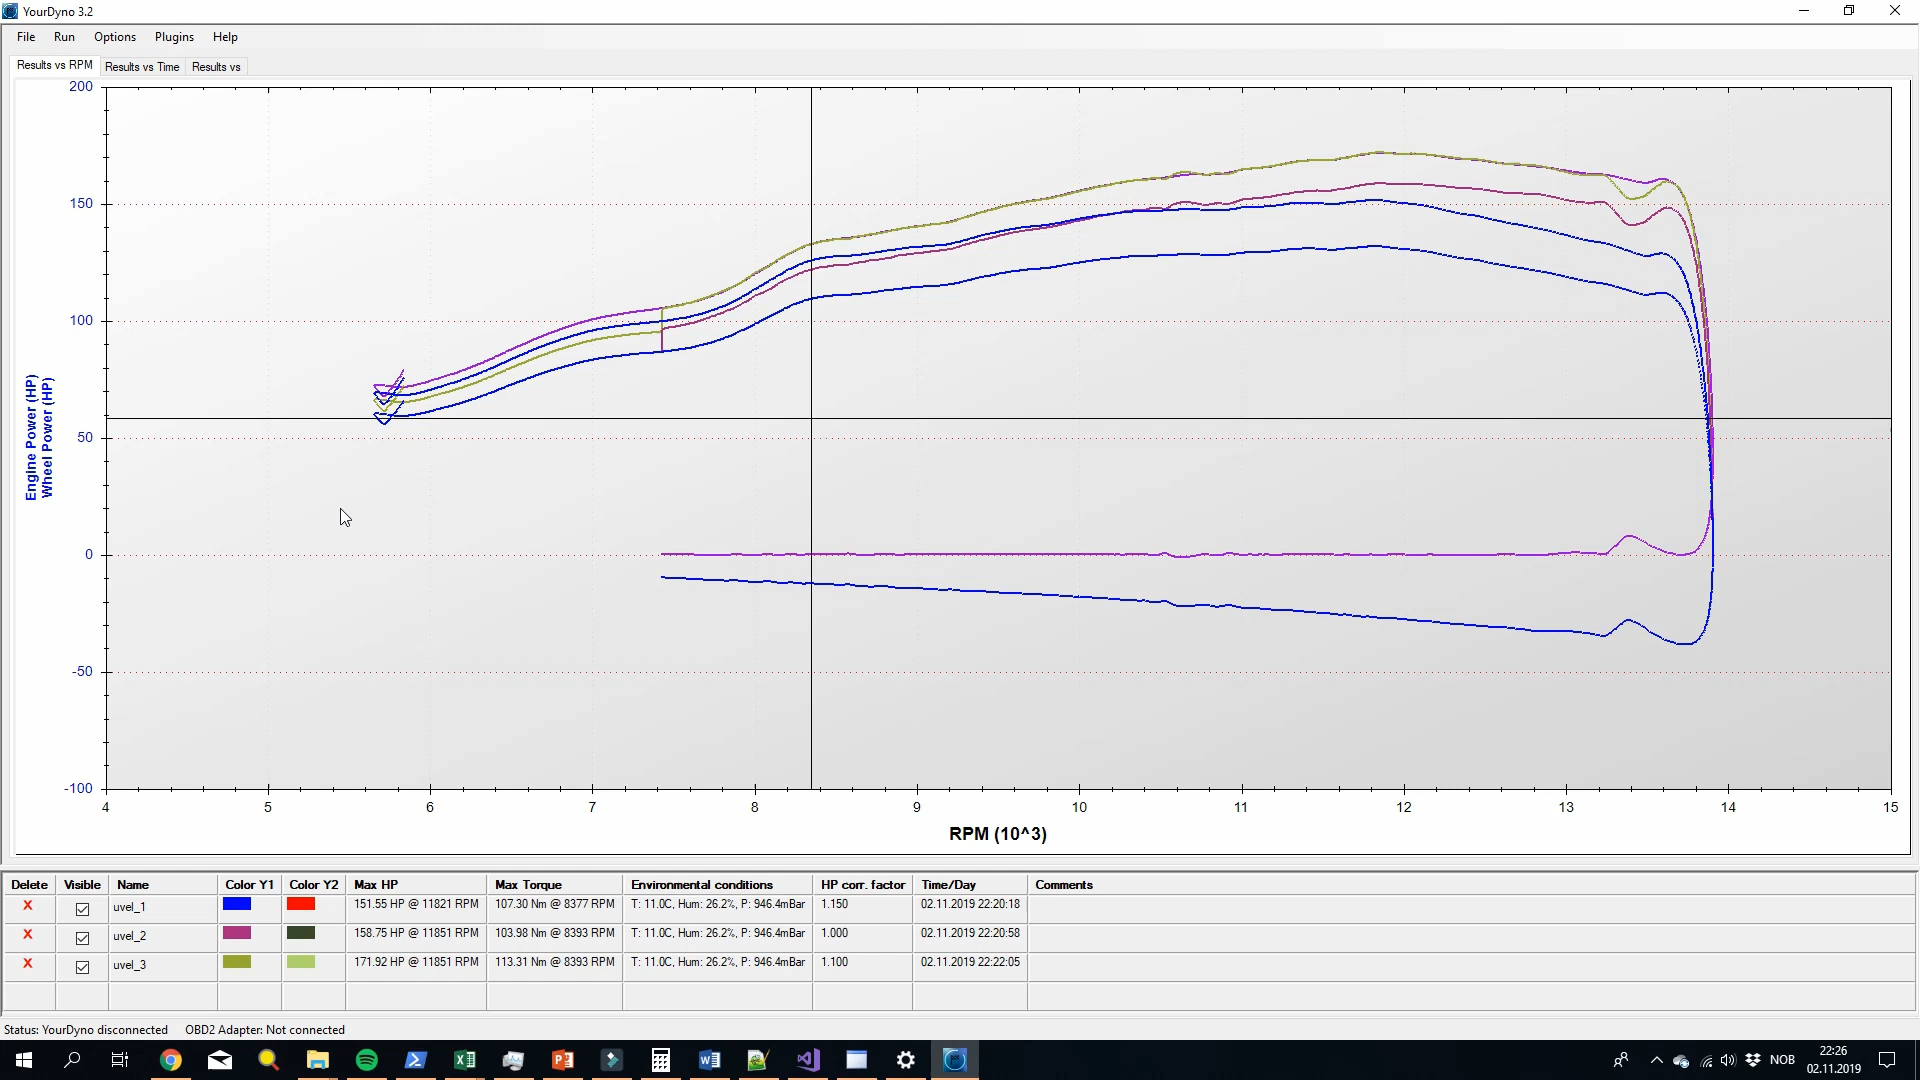 YourDyno 3.2
File Run Options Plugins Help
Results vs RPM Results vs Time Results vs
200
150
100
50
0
-50
-100
Engine Power (HP)
Wheel Power (HP)
4 5 6 7 8 9 10 11 12 13 14 15
RPM (10^3)
Delete Visible Name Color Y1 Color Y2 Max HP Max Torque Environmental conditions HP corr. factor Time/Day Comments
X uvel_1 151.55 HP @ 11821 RPM 107.30 Nm @ 8377 RPM T: 11.0C, Hum: 26.2%, P: 946.4mBar 1.150 02.11.2019 22:20:18
X uvel_2 158.75 HP @ 11851 RPM 103.98 Nm @ 8393 RPM T: 11.0C, Hum: 26.2%, P: 946.4mBar 1.000 02.11.2019 22:20:58
X uvel_3 171.92 HP @ 11851 RPM 113.31 Nm @ 8393 RPM T: 11.0C, Hum: 26.2%, P: 946.4mBar 1.100 02.11.2019 22:22:05
Status: YourDyno disconnected OBD2 Adapter: Not connected
NOB 22:26
02.11.2019